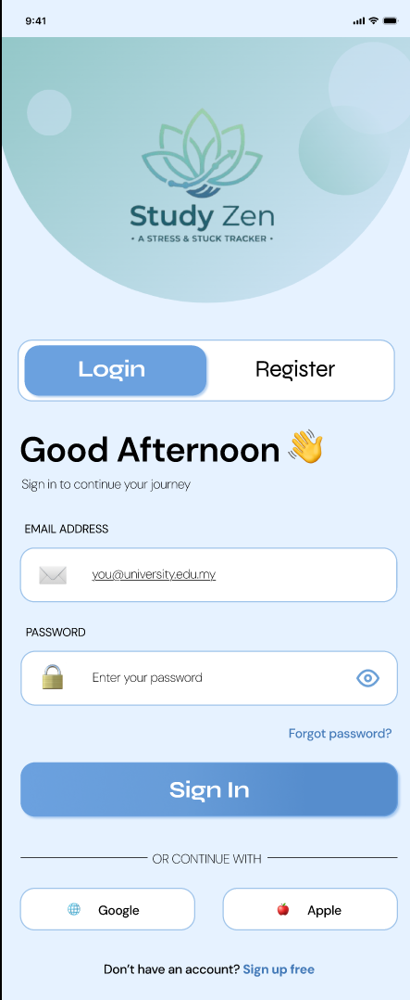 9:41
Study Zen
• A STRESS & STUCK TRACKER •
Login
Register
Good Afternoon 👋
Sign in to continue your journey
EMAIL ADDRESS
you@university.edu.my
PASSWORD
Enter your password
Forgot password?
Sign In
OR CONTINUE WITH
Google
Apple
Don’t have an account? Sign up free